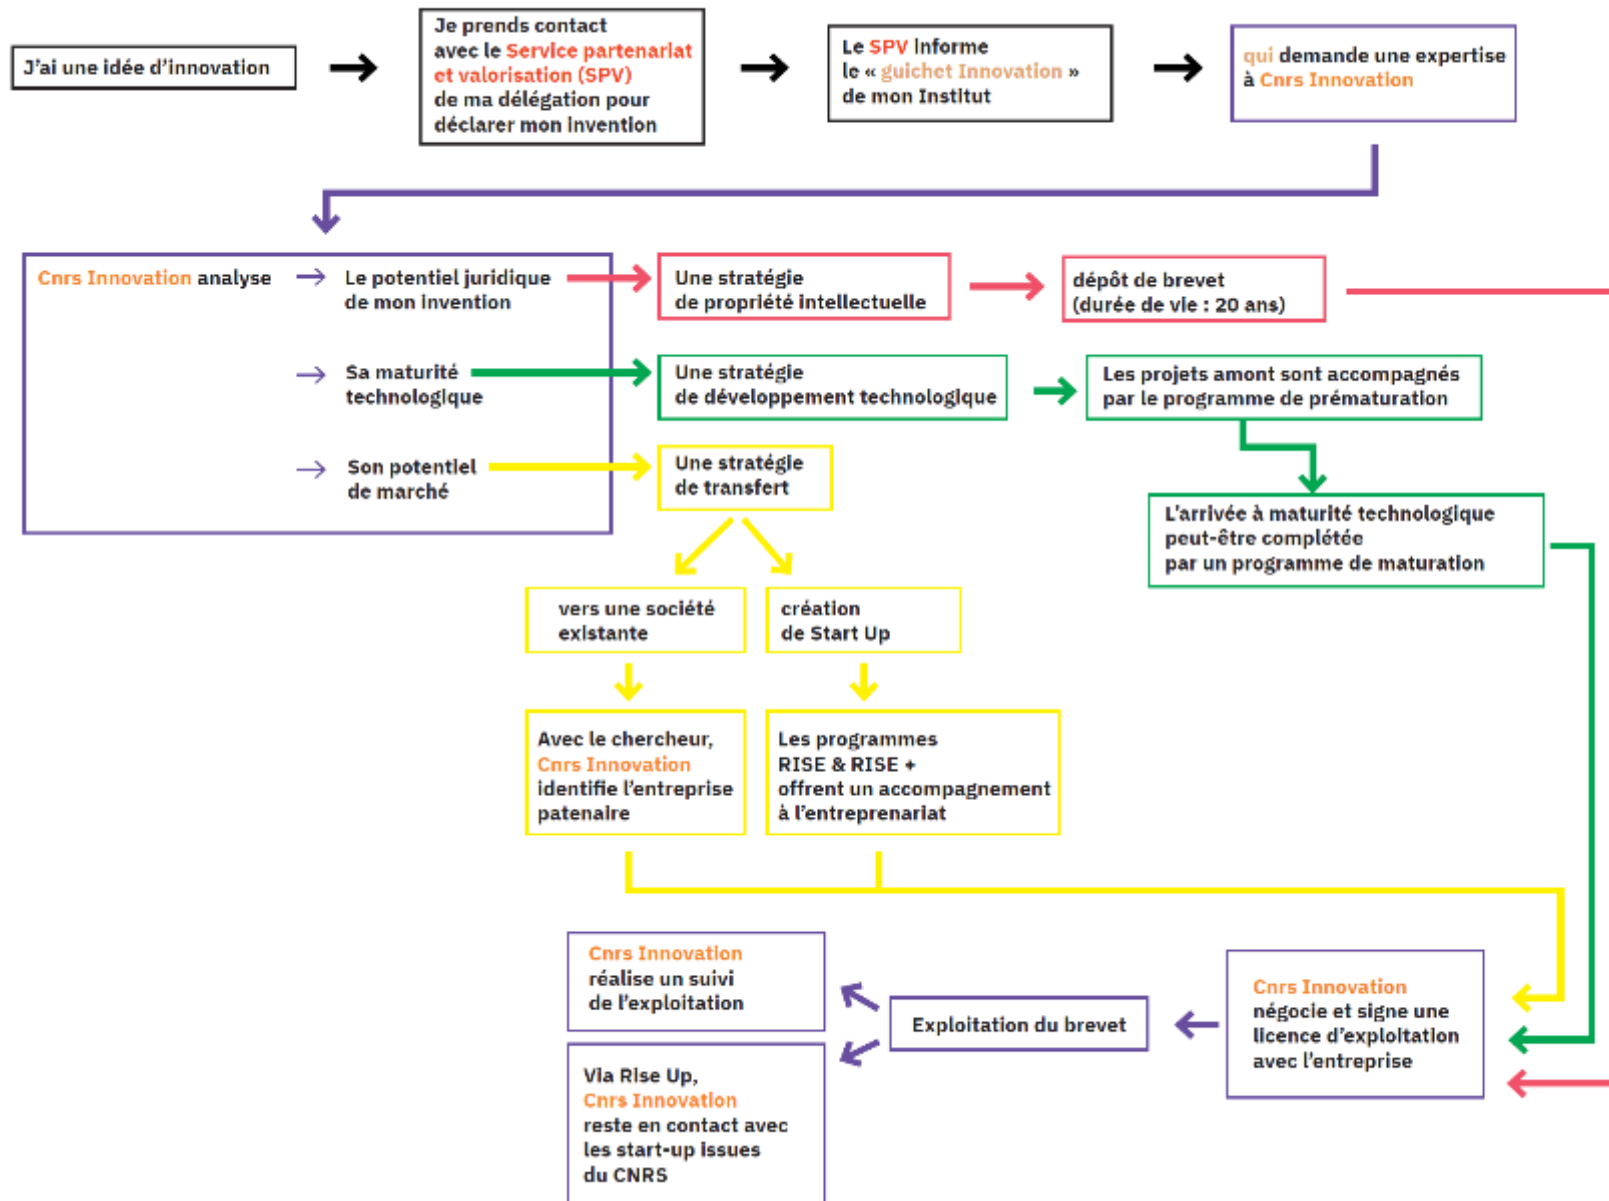 J'ai une idée d'innovation
Je prends contact
avec le Service partenariat
et valorisation (SPV)
de ma délégation pour
déclarer mon invention
Le SPV informe
le « guichet Innovation »
de mon Institut
qui demande une expertise
à Cnrs Innovation
Cnrs Innovation analyse
Le potentiel juridique
de mon invention
Une stratégie
de propriété intellectuelle
dépôt de brevet
(durée de vie : 20 ans)
Sa maturité
technologique
Une stratégie
de développement technologique
Les projets amont sont accompagnés
par le programme de prématuration
Son potentiel
de marché
Une stratégie
de transfert
L'arrivée à maturité technologique
peut-être complétée
par un programme de maturation
vers une société
existante
création
de Start Up
Avec le chercheur,
Cnrs Innovation
identifie l'entreprise
patenaire
Les programmes
RISE & RISE +
offrent un accompagnement
à l'entreprenariat
Cnrs Innovation
négocie et signe une
licence d'exploitation
avec l'entreprise
Exploitation du brevet
Cnrs Innovation
réalise un suivi
de l'exploitation
Via Rise Up,
Cnrs Innovation
reste en contact avec
les start-up issues
du CNRS